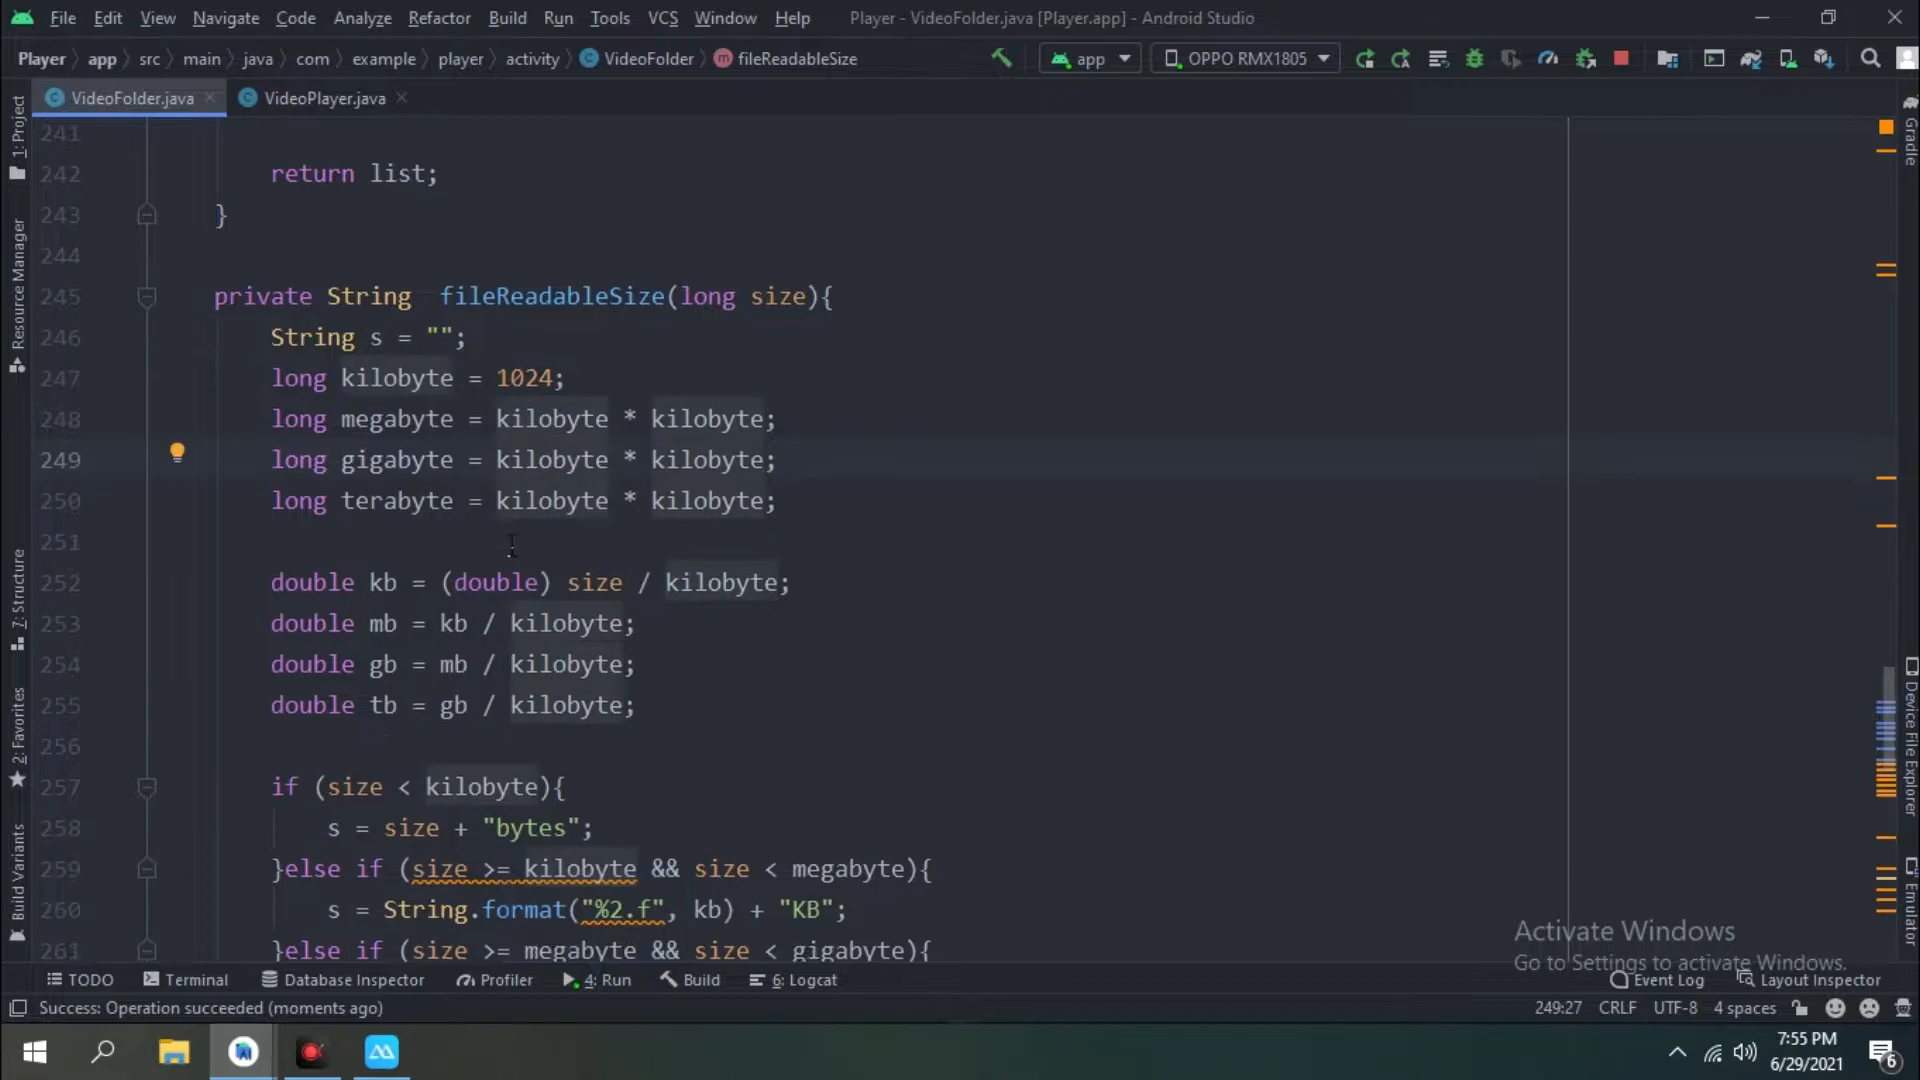 File Edit View Navigate Code Analyze Refactor Build Run Tools VCS Window Help Player - VideoFolder.java [Player.app] - Android Studio
Player app src main java com example player activity VideoFolder fileReadableSize app OPPO RMX1805
VideoFolder.java VideoPlayer.java
1: Project
Resource Manager
7: Structure
2: Favorites
Build Variants
241
242 return list;
243 }
244
245 private String fileReadableSize(long size){
246 String s = "";
247 long kilobyte = 1024;
248 long megabyte = kilobyte * kilobyte;
249 long gigabyte = kilobyte * kilobyte;
250 long terabyte = kilobyte * kilobyte;
251
252 double kb = (double) size / kilobyte;
253 double mb = kb / kilobyte;
254 double gb = mb / kilobyte;
255 double tb = gb / kilobyte;
256
257 if (size < kilobyte){
258 s = size + "bytes";
259 }else if (size >= kilobyte && size < megabyte){
260 s = String.format("%2.f", kb) + "KB";
261 }else if (size >= megabyte && size < gigabyte){
Gradle
Device File Explorer
Emulator
Activate Windows
Go to Settings to activate Windows.
TODO Terminal Database Inspector Profiler 4: Run Build 6: Logcat Event Log Layout Inspector
Success: Operation succeeded (moments ago) 249:27 CRLF UTF-8 4 spaces
7:55 PM
6/29/2021
6